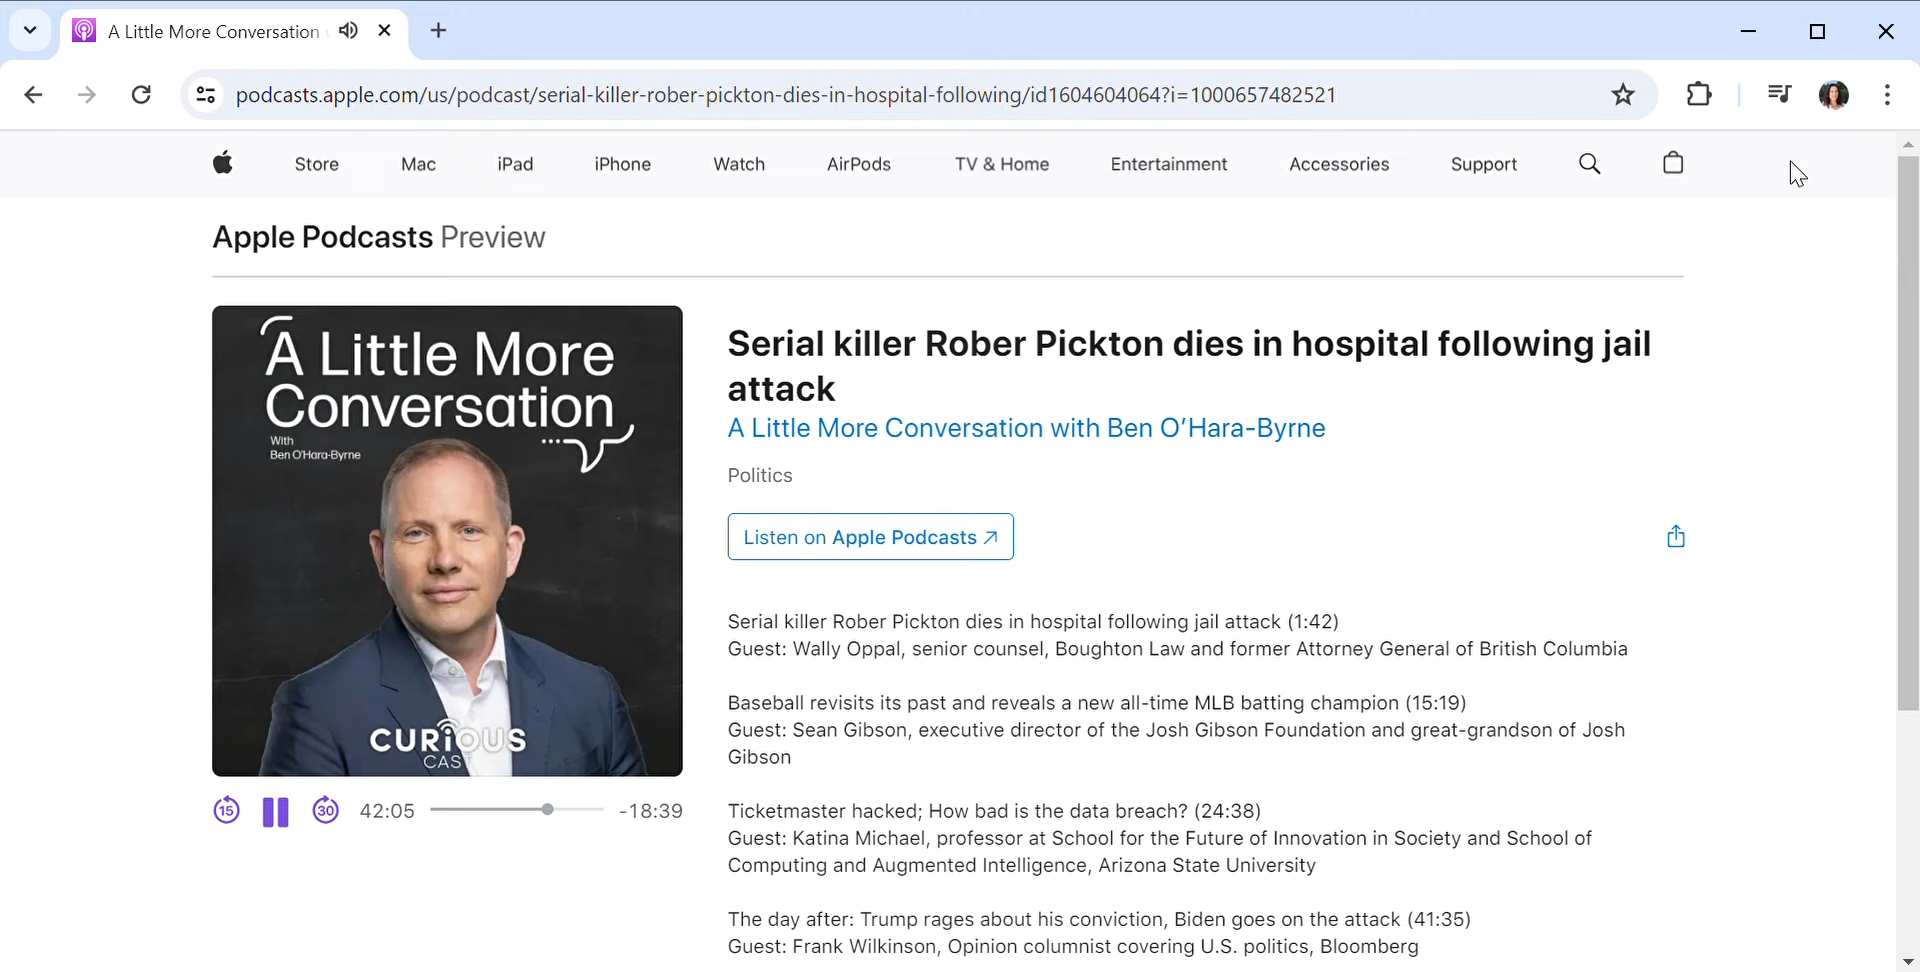 A Little More Conversation
podcasts.apple.com/us/podcast/serial-killer-rober-pickton-dies-in-hospital-following/id1604604064?i=1000657482521
Store Mac iPad iPhone Watch AirPods TV & Home Entertainment Accessories Support
Apple Podcasts Preview
A Little More
Conversation
With
Ben O'Hara-Byrne
CURiOUS
CAST
15 30 42:05 -18:39
Serial killer Rober Pickton dies in hospital following jail
attack
A Little More Conversation with Ben O’Hara-Byrne
Politics
Listen on Apple Podcasts ↗
Serial killer Rober Pickton dies in hospital following jail attack (1:42)
Guest: Wally Oppal, senior counsel, Boughton Law and former Attorney General of British Columbia
Baseball revisits its past and reveals a new all-time MLB batting champion (15:19)
Guest: Sean Gibson, executive director of the Josh Gibson Foundation and great-grandson of Josh
Gibson
Ticketmaster hacked; How bad is the data breach? (24:38)
Guest: Katina Michael, professor at School for the Future of Innovation in Society and School of
Computing and Augmented Intelligence, Arizona State University
The day after: Trump rages about his conviction, Biden goes on the attack (41:35)
Guest: Frank Wilkinson, Opinion columnist covering U.S. politics, Bloomberg